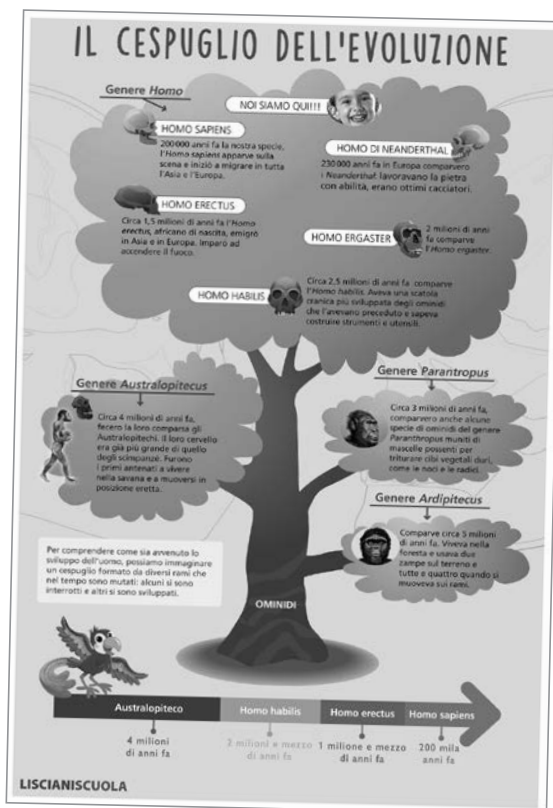 IL CESPUGLIO DELL'EVOLUZIONE
Genere Homo
NOI SIAMO QUI!!!
HOMO SAPIENS
200000 anni fa la nostra specie,
l'Homo sapiens apparve sulla
scena e iniziò a migrare in tutta
l'Asia e l'Europa.
HOMO DI NEANDERTHAL
230000 anni fa in Europa comparvero
i Neanderthal: lavoravano la pietra
con abilità, erano ottimi cacciatori.
HOMO ERECTUS
Circa 1,5 milioni di anni fa l'Homo
erectus, africano di nascita, emigrò
in Asia e in Europa. Imparò ad
accendere il fuoco.
HOMO ERGASTER
2 milioni di anni
fa comparve
l'Homo ergaster.
HOMO HABILIS
Circa 2,5 milioni di anni fa comparve
l'Homo habilis. Aveva una scatola
cranica più sviluppata degli ominidi
che l'avevano preceduto e sapeva
costruire strumenti e utensili.
Genere Australopitecus
Circa 4 milioni di anni fa,
fecero la loro comparsa gli
Australopitechi. Il loro cervello
era già più grande di quello
degli scimpanzé. Furono
i primi antenati a vivere
nella savana e a muoversi in
posizione eretta.
Genere Parantropus
Circa 3 milioni di anni fa,
comparvero anche alcune
specie di ominidi del genere
Paranthropus muniti di
mascelle possenti per
triturare cibi vegetali duri,
come le noci e le radici.
Genere Ardipitecus
Comparve circa 5 milioni
di anni fa. Viveva nella
foresta e usava due
zampe sul terreno e
tutte e quattro quando si
muoveva sui rami.
Per comprendere come sia avvenuto lo
sviluppo dell'uomo, possiamo immaginare
un cespuglio formato da diversi rami che
nel tempo sono mutati: alcuni si sono
interrotti e altri si sono sviluppati.
OMINIDI
Australopiteco
Homo habilis
Homo erectus
Homo sapiens
4 milioni
di anni fa
2 milioni e mezzo
di anni fa
1 milione e mezzo
di anni fa
200 mila
anni fa
LISCIANISCUOLA